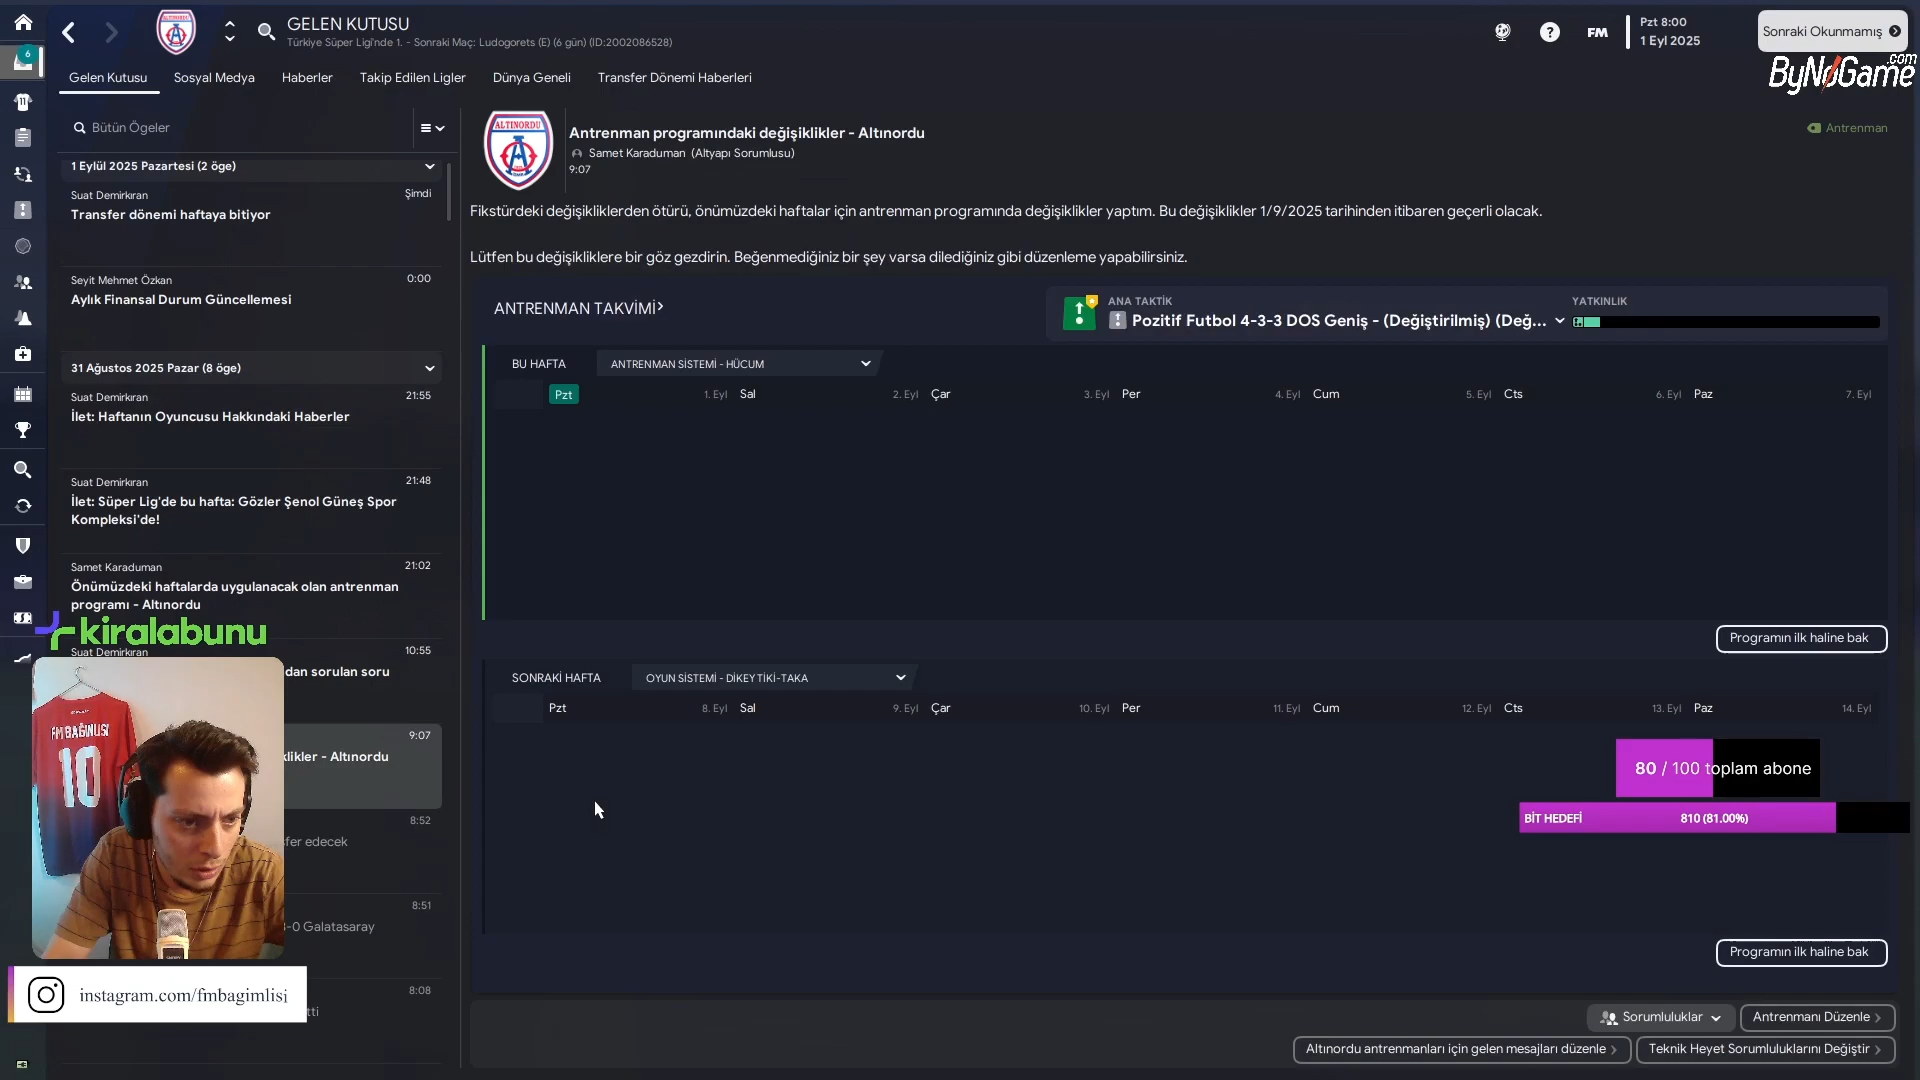 GELEN KUTUSU
Türkiye Süper Ligi'nde 1. - Sonraki Maç: Ludogorets (E) (6 gün) (ID:2002086528)
FM
Pzt 8:00
1 Eyl 2025
Sonraki Okunmamış
ByNoGame.com
6
Gelen Kutusu
Sosyal Medya
Haberler
Takip Edilen Ligler
Dünya Geneli
Transfer Dönemi Haberleri
Bütün Ögeler
1 Eylül 2025 Pazartesi (2 öge)
Suat Demirkıran
Şimdi
Transfer dönemi haftaya bitiyor
Seyit Mehmet Özkan
0:00
Aylık Finansal Durum Güncellemesi
31 Ağustos 2025 Pazar (8 öge)
Suat Demirkıran
21:55
İlet: Haftanın Oyuncusu Hakkındaki Haberler
Suat Demirkıran
21:48
İlet: Süper Lig'de bu hafta: Gözler Şenol Güneş Spor
Kompleksi'de!
Samet Karaduman
21:02
Önümüzdeki haftalarda uygulanacak olan antrenman
programı - Altınordu
kiralabunu
Suat Demirkıran
10:55
dan sorulan soru
9:07
klikler - Altınordu
8:52
sfer edecek
8:51
3-0 Galatasaray
8:08
tti
FM BAĞIMLISI
10
instagram.com/fmbagimlisi
ALTINORDU
Antrenman programındaki değişiklikler - Altınordu
Samet Karaduman (Altyapı Sorumlusu)
9:07
Antrenman
Fikstürdeki değişikliklerden ötürü, önümüzdeki haftalar için antrenman programında değişiklikler yaptım. Bu değişiklikler 1/9/2025 tarihinden itibaren geçerli olacak.
Lütfen bu değişikliklere bir göz gezdirin. Beğenmediğiniz bir şey varsa dilediğiniz gibi düzenleme yapabilirsiniz.
ANTRENMAN TAKVİMİ
ANA TAKTİK
Pozitif Futbol 4-3-3 DOS Geniş - (Değiştirilmiş) (Değ...
YATKINLIK
BU HAFTA
ANTRENMAN SİSTEMİ - HÜCUM
Pzt 1. Eyl Sal 2. Eyl Çar 3. Eyl Per 4. Eyl Cum 5. Eyl Cts 6. Eyl Paz 7. Eyl
Programın ilk haline bak
SONRAKİ HAFTA
OYUN SİSTEMİ - DİKEY TİKİ-TAKA
Pzt 8. Eyl Sal 9. Eyl Çar 10. Eyl Per 11. Eyl Cum 12. Eyl Cts 13. Eyl Paz 14. Eyl
80 / 100 toplam abone
BİT HEDEFİ 810 (81.00%)
Programın ilk haline bak
Sorumluluklar
Antrenmanı Düzenle
Altınordu antrenmanları için gelen mesajları düzenle
Teknik Heyet Sorumluluklarını Değiştir